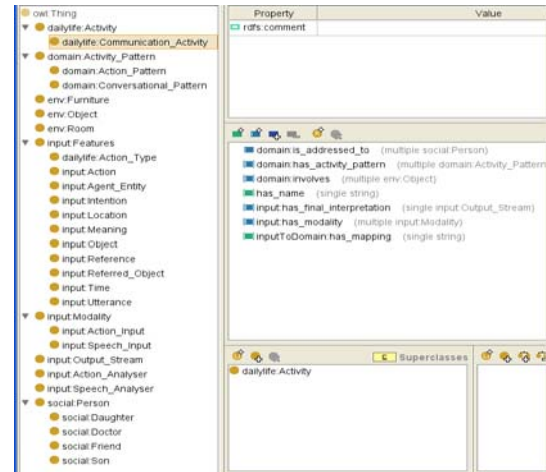 owl:Thing
dailylife:Activity
dailylife:Communication_Activity
domain:Activity_Pattern
domain:Action_Pattern
domain:Conversational_Pattern
env:Furniture
env:Object
env:Room
input:Features
dailylife:Action_Type
input:Action
input:Agent_Entity
input:Intention
input:Location
input:Meaning
input:Object
input:Reference
input:Referred_Object
input:Time
input:Utterance
input:Modality
input:Action_Input
input:Speech_Input
input:Output_Stream
input:Action_Analyser
input:Speech_Analyser
social:Person
social:Daughter
social:Doctor
social:Friend
social:Son
Property Value
rdfs:comment
domain:is_addressed_to (multiple social:Person)
domain:has_activity_pattern (multiple domain:Activity_Pattern
domain:involves (multiple env:Object)
has_name (single string)
input:has_final_interpretation (single input:Output_Stream)
input:has_modality (multiple input:Modality)
inputToDomain:has_mapping (single string)
Superclasses
dailylife:Activity